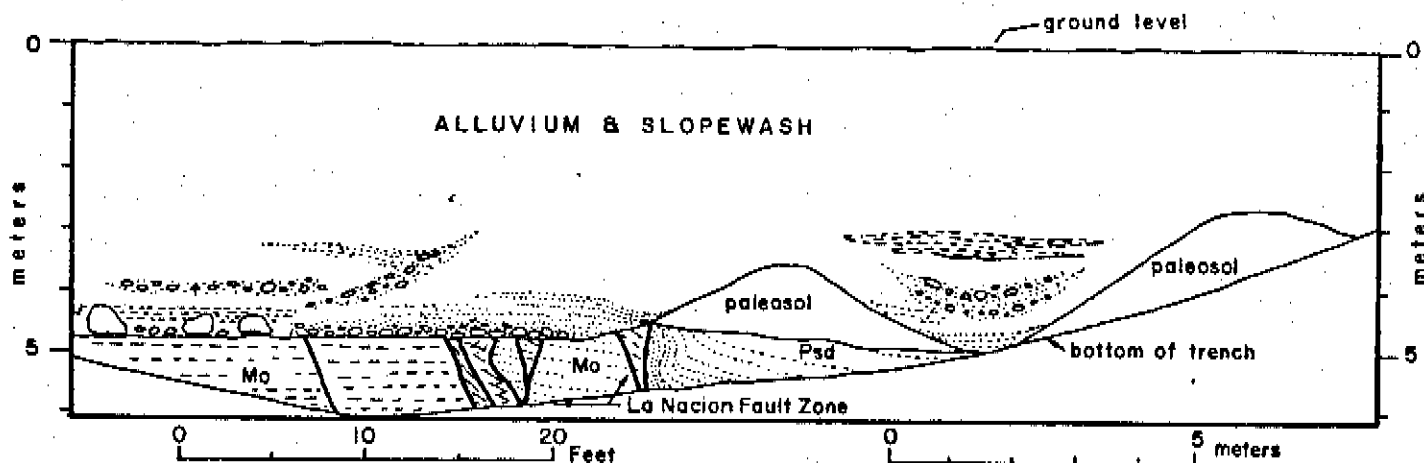 ground level
0
0
ALLUVIUM & SLOPEWASH
meters
meters
paleosol
paleosol
5
Mo
Mo
Psd
bottom of trench
5
La Nacion Fault Zone
0 10 20 Feet
0 5 meters